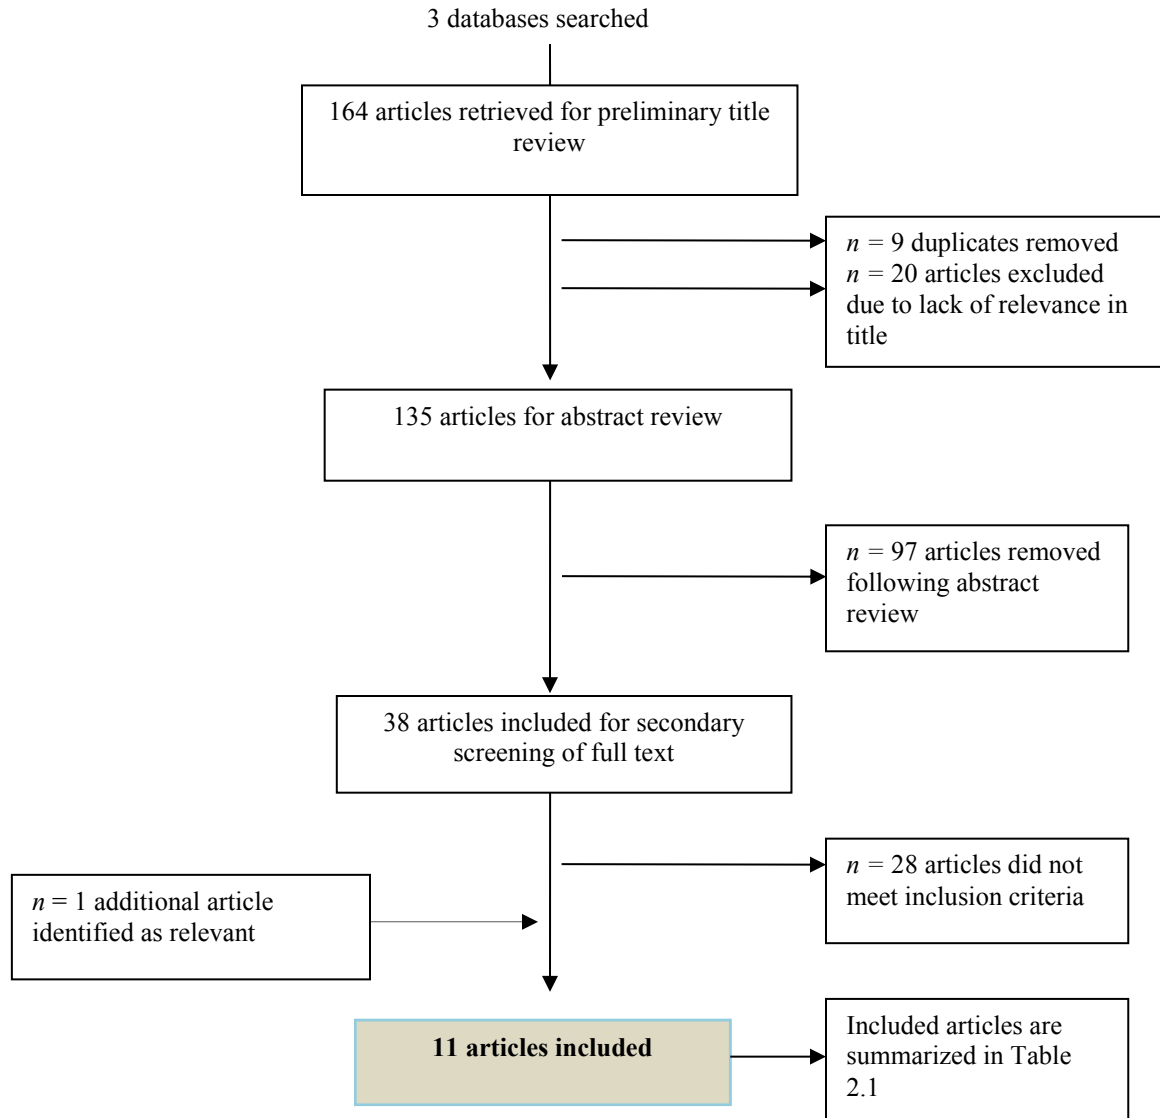 3 databases searched
164 articles retrieved for preliminary title
review
n = 9 duplicates removed
n = 20 articles excluded
due to lack of relevance in
title
135 articles for abstract review
n = 97 articles removed
following abstract
review
38 articles included for secondary
screening of full text
n = 28 articles did not
meet inclusion criteria
n = 1 additional article
identified as relevant
11 articles included
Included articles are
summarized in Table
2.1